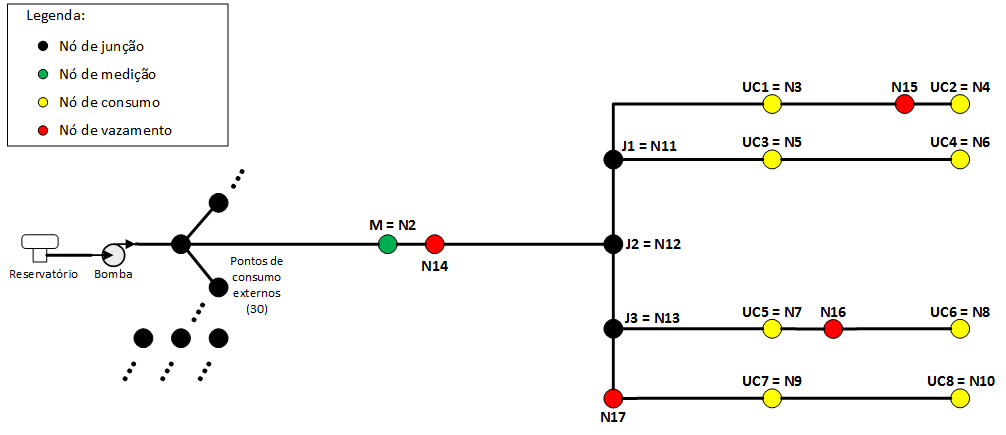 Legenda:
Nó de junção
Nó de medição
Nó de consumo
Nó de vazamento
UC1 = N3
N15
UC2 = N4
J1 = N11
UC3 = N5
UC4 = N6
M = N2
N14
J2 = N12
Reservatório
Bomba
Pontos de
consumo
externos
(30)
J3 = N13
UC5 = N7
N16
UC6 = N8
UC7 = N9
UC8 = N10
N17